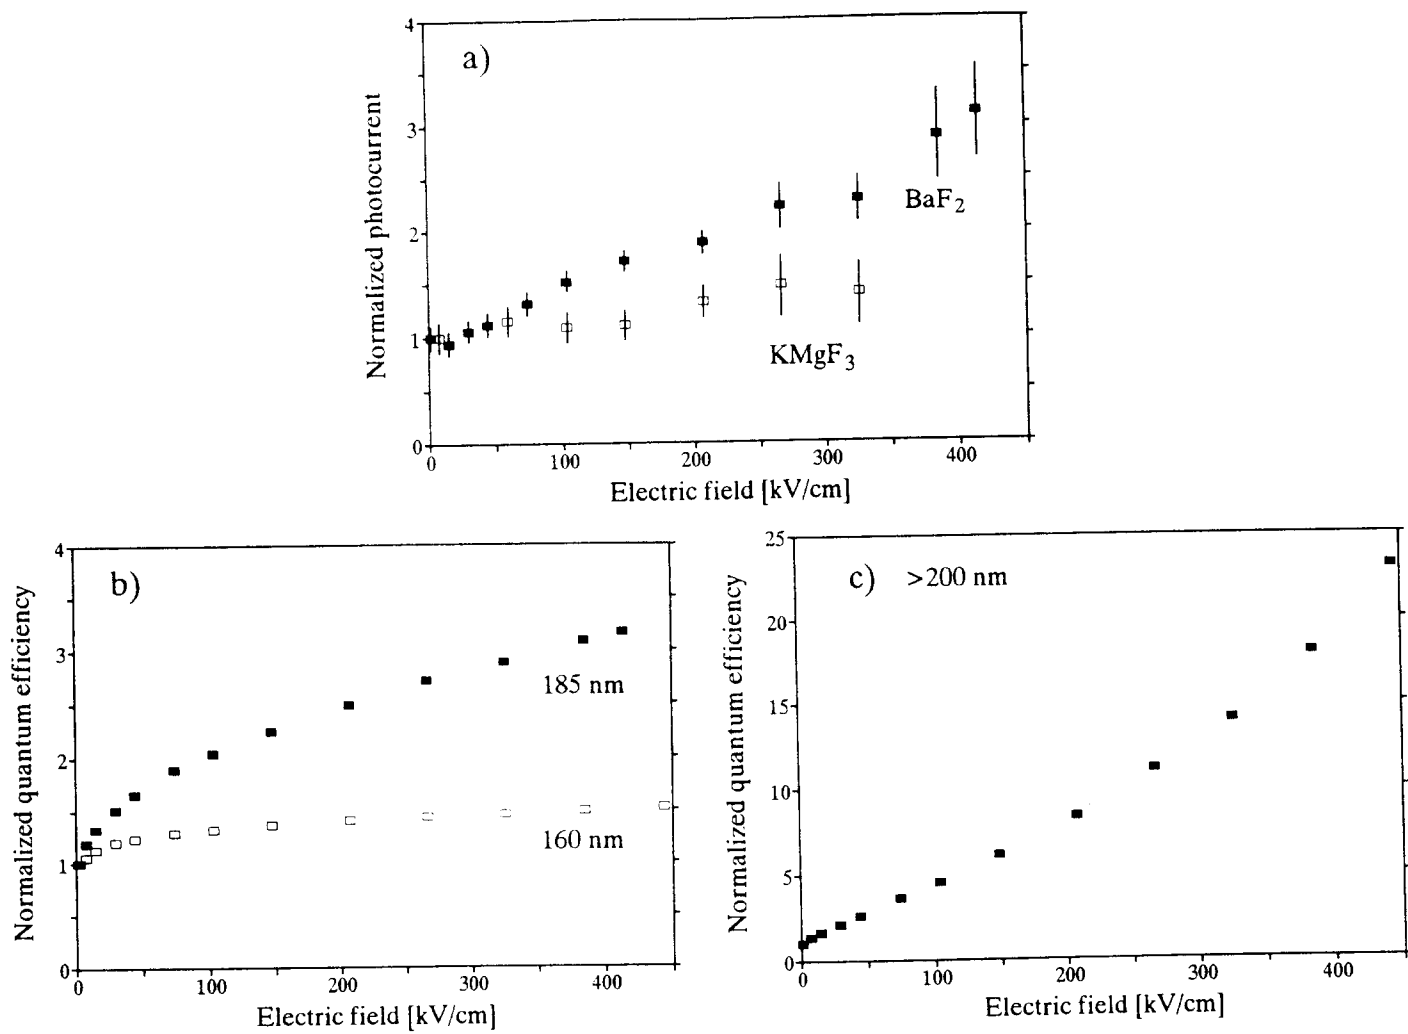 4
a)
3
BaF2
2
1
KMgF3
0
Normalized photocurrent
0 100 200 300 400
Electric field [kV/cm]
4
b)
3
185 nm
2
160 nm
1
0
Normalized quantum efficiency
0 100 200 300 400
Electric field [kV/cm]
25
c) >200 nm
20
15
10
5
0
Normalized quantum efficiency
0 100 200 300 400
Electric field [kV/cm]